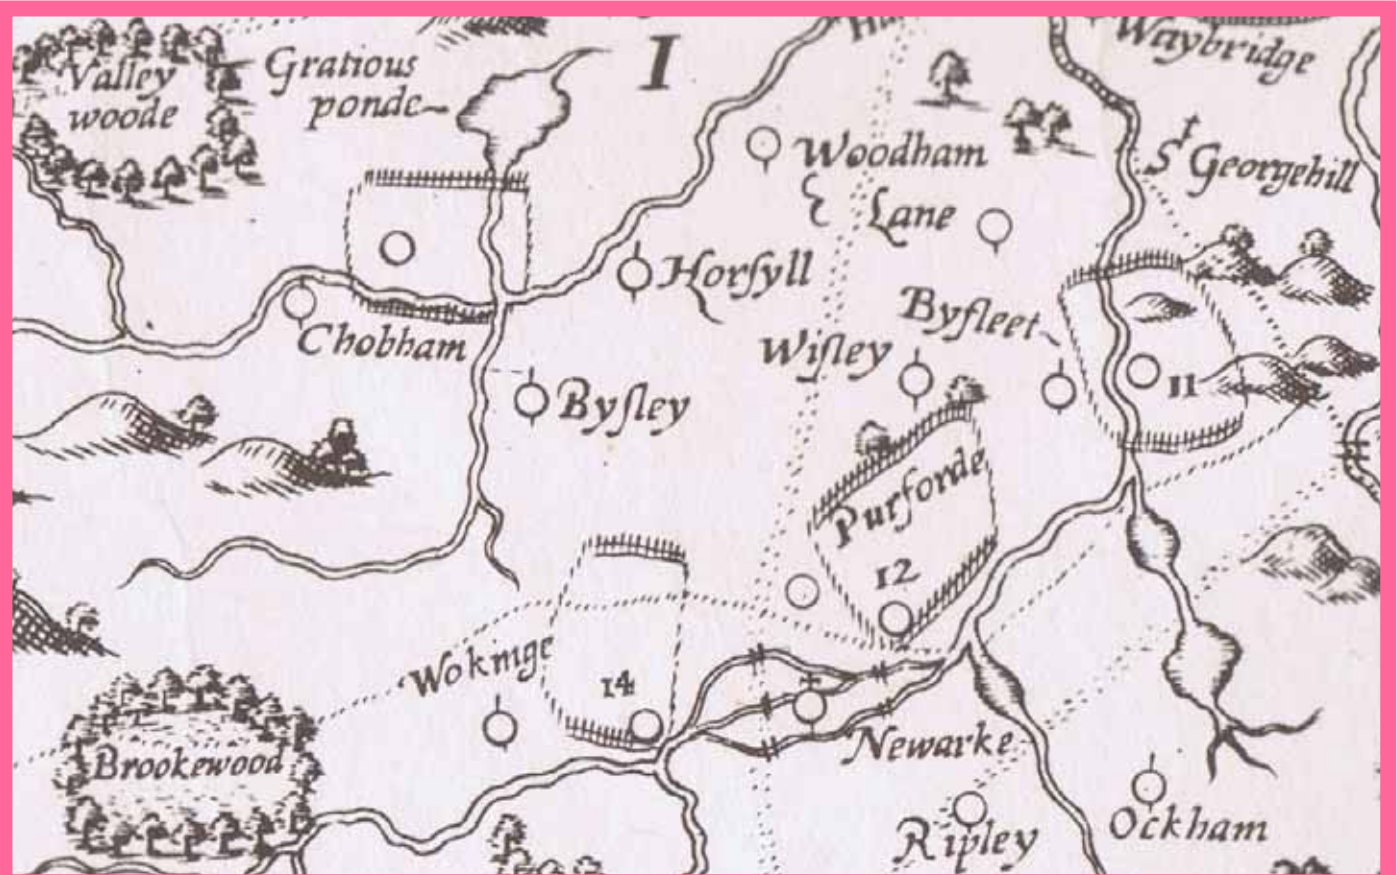 Valley
woode
Gratious
ponde
I
Waybridge
Woodham
Lane
St Georgehill
Horſyll
Chobham
Byſley
Wiſley
Byfleet
11
Purforde
12
Wokinge
14
Newarke
Brookewood
Ripley
Ockham